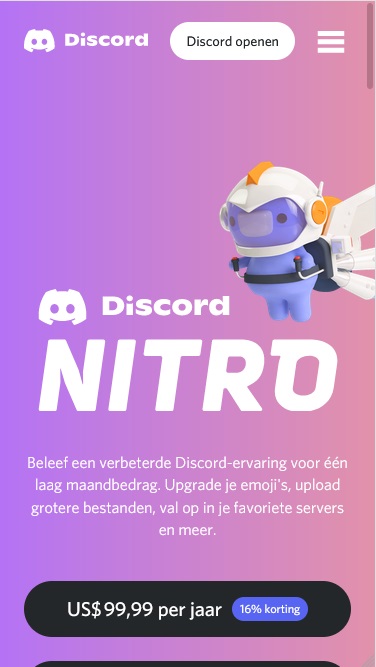 Discord
Discord openen
Discord
NITRO
Beleef een verbeterde Discord-ervaring voor één
laag maandbedrag. Upgrade je emoji's, upload
grotere bestanden, val op in je favoriete servers
en meer.
US$99,99 per jaar 16% korting